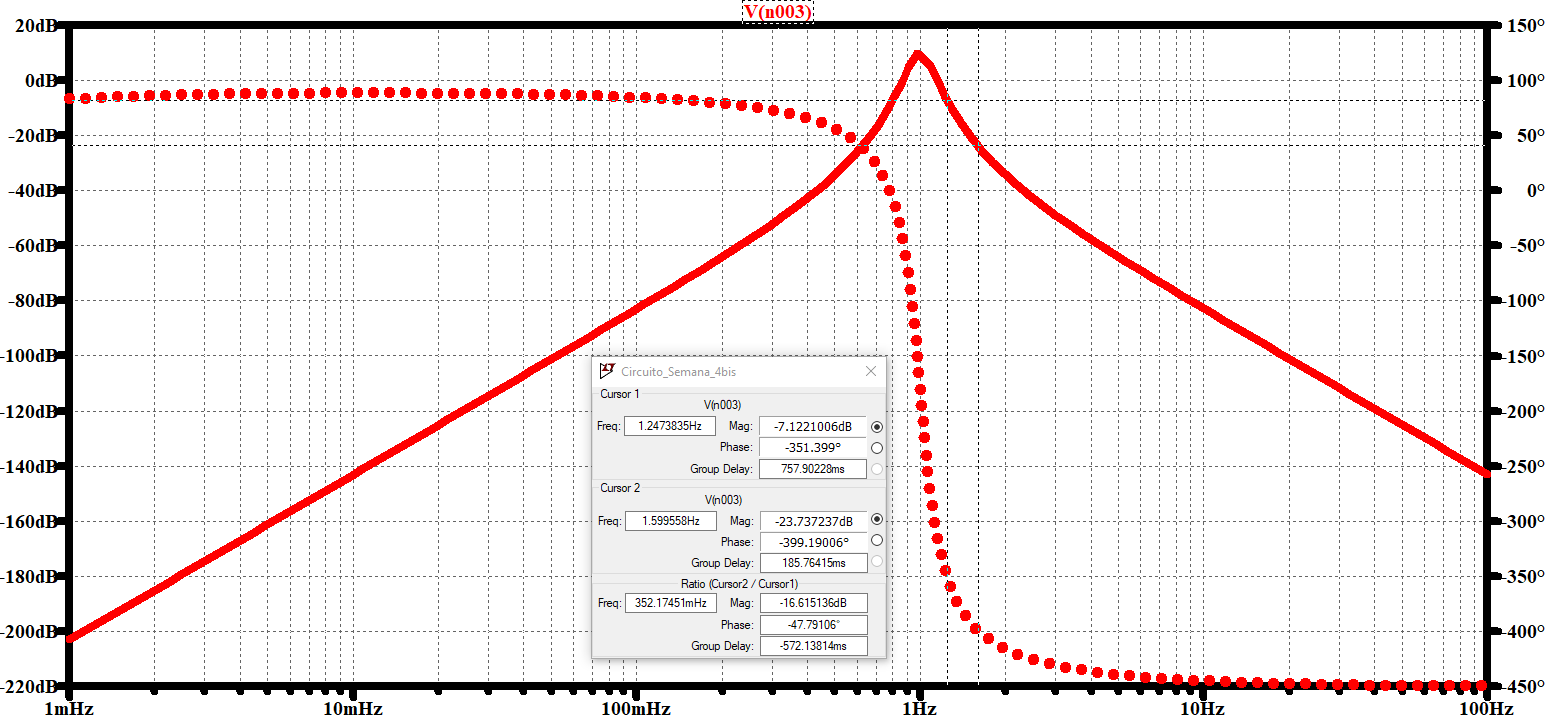 V(n003)
20dB 150°
0dB 100°
-20dB 50°
-40dB 0°
-60dB -50°
-80dB -100°
-100dB -150°
-120dB -200°
-140dB -250°
-160dB -300°
-180dB -350°
-200dB -400°
-220dB -450°
1mHz 10mHz 100mHz 1Hz 10Hz 100Hz
Circuito_Semana_4bis
Cursor 1
V(n003)
Freq: 1.2473835Hz Mag: -7.1221006dB
Phase: -351.399°
Group Delay: 757.90228ms
Cursor 2
V(n003)
Freq: 1.599558Hz Mag: -23.737237dB
Phase: -399.19006°
Group Delay: 185.76415ms
Ratio (Cursor2 / Cursor1)
Freq: 352.17451mHz Mag: -16.615136dB
Phase: -47.79106°
Group Delay: -572.13814ms